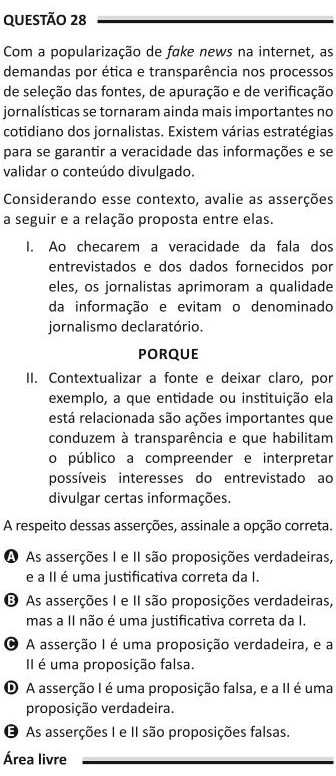 QUESTÃO 28
Com a popularização de fake news na internet, as
demandas por ética e transparência nos processos
de seleção das fontes, de apuração e de verificação
jornalísticas se tornaram ainda mais importantes no
cotidiano dos jornalistas. Existem várias estratégias
para se garantir a veracidade das informações e se
validar o conteúdo divulgado.
Considerando esse contexto, avalie as asserções
a seguir e a relação proposta entre elas.
I. Ao checarem a veracidade da fala dos
entrevistados e dos dados fornecidos por
eles, os jornalistas aprimoram a qualidade
da informação e evitam o denominado
jornalismo declaratório.
PORQUE
II. Contextualizar a fonte e deixar claro, por
exemplo, a que entidade ou instituição ela
está relacionada são ações importantes que
conduzem à transparência e que habilitam
o público a compreender e interpretar
possíveis interesses do entrevistado ao
divulgar certas informações.
A respeito dessas asserções, assinale a opção correta.
A As asserções I e II são proposições verdadeiras,
e a II é uma justificativa correta da I.
B As asserções I e II são proposições verdadeiras,
mas a II não é uma justificativa correta da I.
C A asserção I é uma proposição verdadeira, e a
II é uma proposição falsa.
D A asserção I é uma proposição falsa, e a II é uma
proposição verdadeira.
E As asserções I e II são proposições falsas.
Área livre